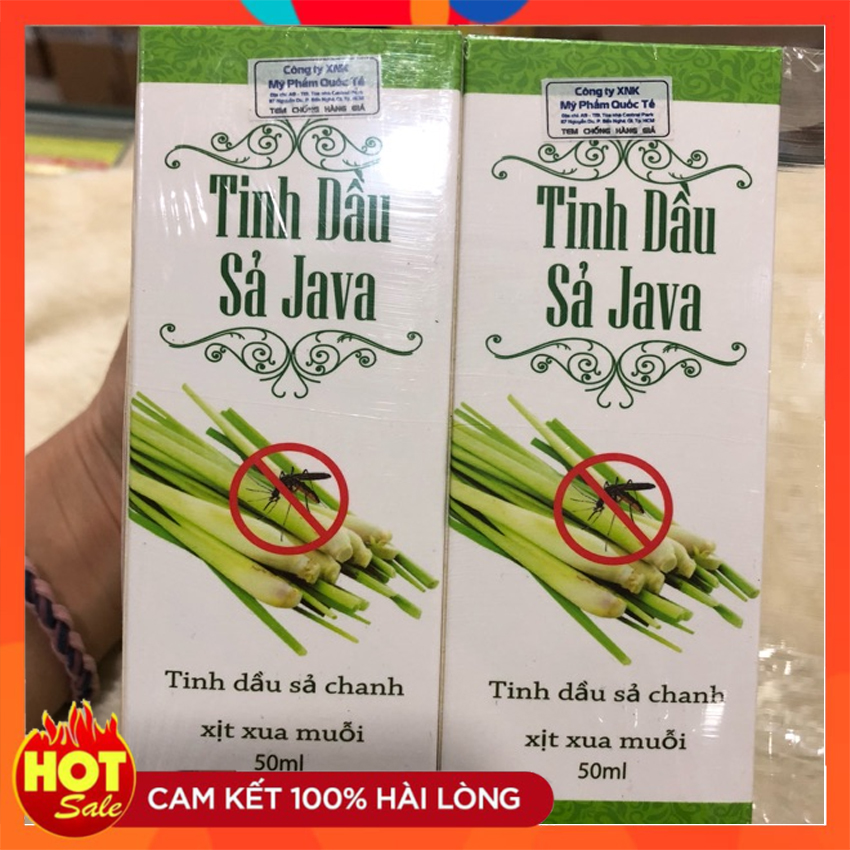 Công ty XNK
Mỹ Phẩm Quốc Tế
TEM CHỐNG HÀNG GIẢ
Tinh Dầu
Sả Java
Tinh dầu sả chanh
xịt xua muỗi
50ml
Công ty XNK
Mỹ Phẩm Quốc Tế
TEM CHỐNG HÀNG GIẢ
Tinh Dầu
Sả Java
Tinh dầu sả chanh
xịt xua muỗi
50ml
HOT
Sale
CAM KẾT 100% HÀI LÒNG